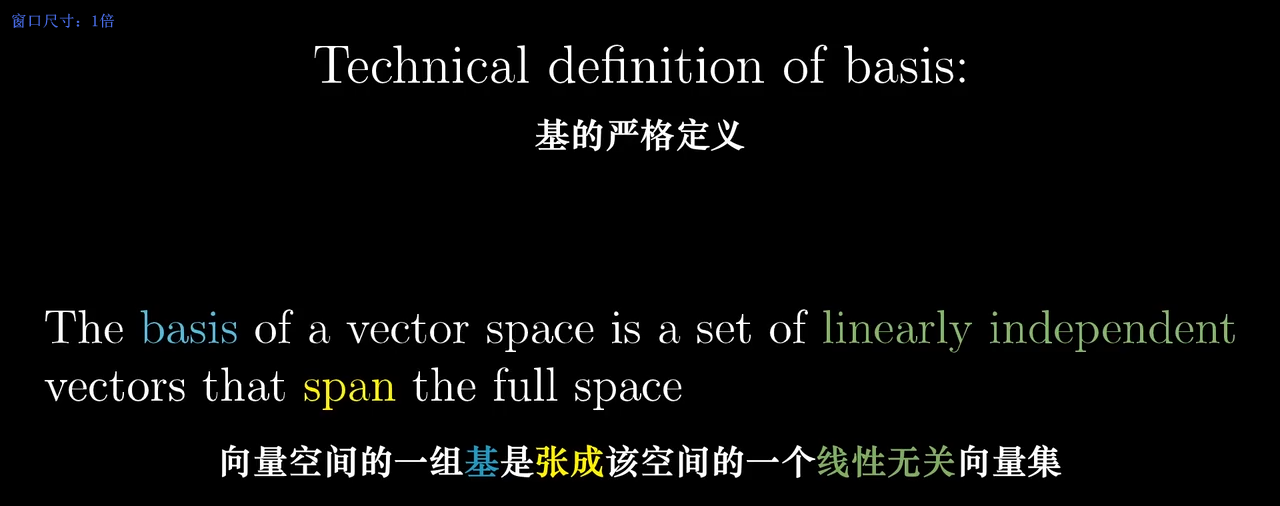 窗口尺寸：1倍
Technical definition of basis:
基的严格定义
The basis of a vector space is a set of linearly independent
vectors that span the full space
向量空间的一组基是张成该空间的一个线性无关向量集